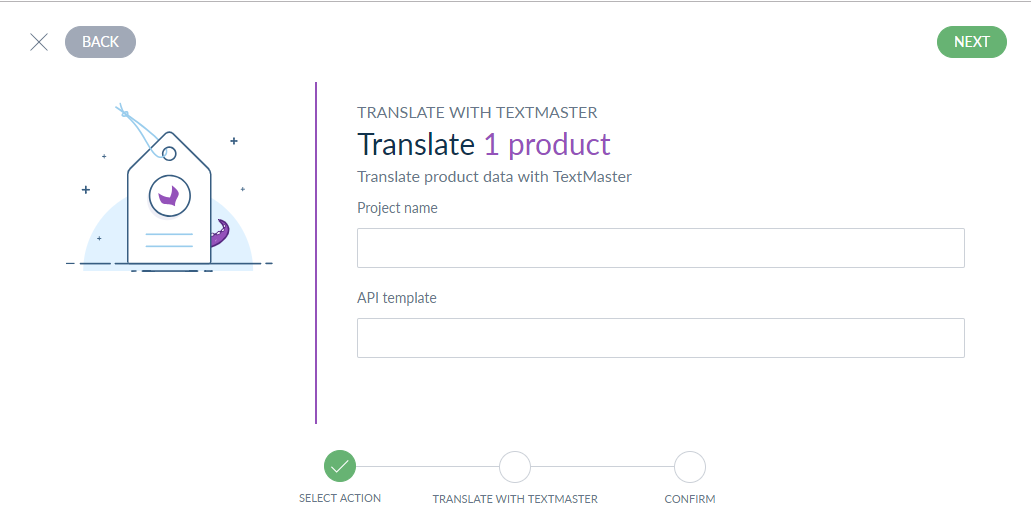 BACK
NEXT
TRANSLATE WITH TEXTMASTER
Translate 1 product
Translate product data with TextMaster
Project name
API template
SELECT ACTION
TRANSLATE WITH TEXTMASTER
CONFIRM